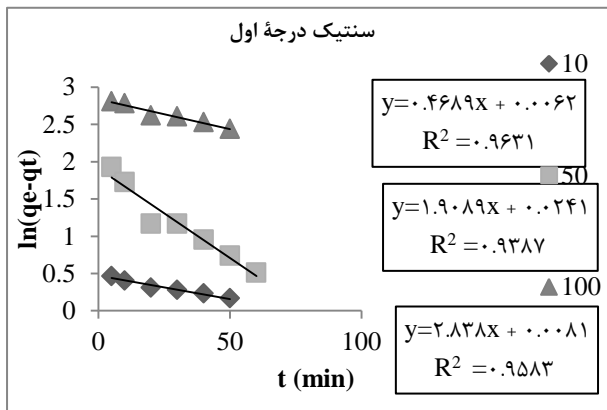 سنتیک درجۀ اول
3
2.5
2
1.5
1
0.5
0
ln(qe-qt)
0 50 100
t (min)
10
y=۰.۴۶۸۹x + ۰.۰۰۶۲
R² =۰.۹۶۳۱
50
y=۱.۹۰۸۹x + ۰.۰۲۴۱
R² =۰.۹۳۸۷
100
y=۲.۸۳۸x + ۰.۰۰۸۱
R² =۰.۹۵۸۳